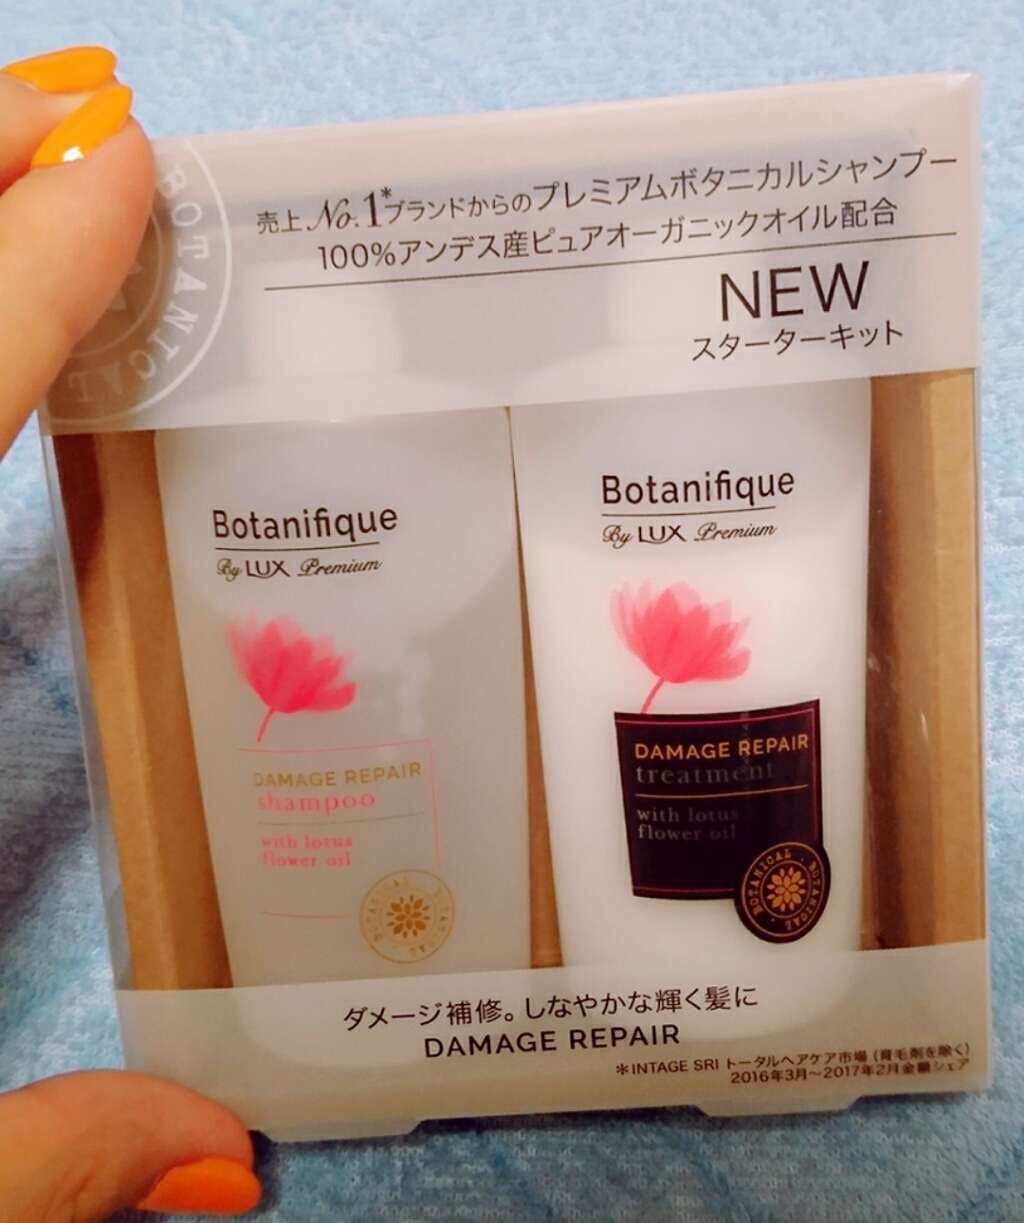 BOTANICAL
売上No.1*ブランドからのプレミアムボタニカルシャンプー
100%アンデス産ピュアオーガニックオイル配合
NEW
スターターキット
Botanifique
By LUX Premium
DAMAGE REPAIR
shampoo
with lotus
flower oil
BOTANICAL · BOTANICAL ·
Botanifique
By LUX Premium
DAMAGE REPAIR
treatment
with lotus
flower oil
BOTANICAL · BOTANICAL ·
ダメージ補修。しなやかな輝く髪に
DAMAGE REPAIR
*INTAGE SRI トータルヘアケア市場(育毛剤を除く)
2016年3月〜2017年2月金額シェア